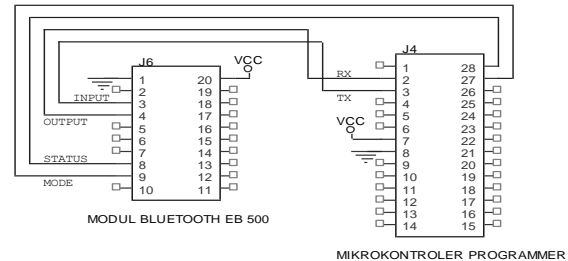 J6
VCC
1 20
2 19
INPUT 3 18
OUTPUT 4 17
5 16
6 15
7 14
STATUS 8 13
MODE 9 12
10 11
MODUL BLUETOOTH EB 500
J4
1 28
RX 2 27
TX 3 26
4 25
5 24
VCC 6 23
7 22
8 21
9 20
10 19
11 18
12 17
13 16
14 15
MIKROKONTROLER PROGRAMMER